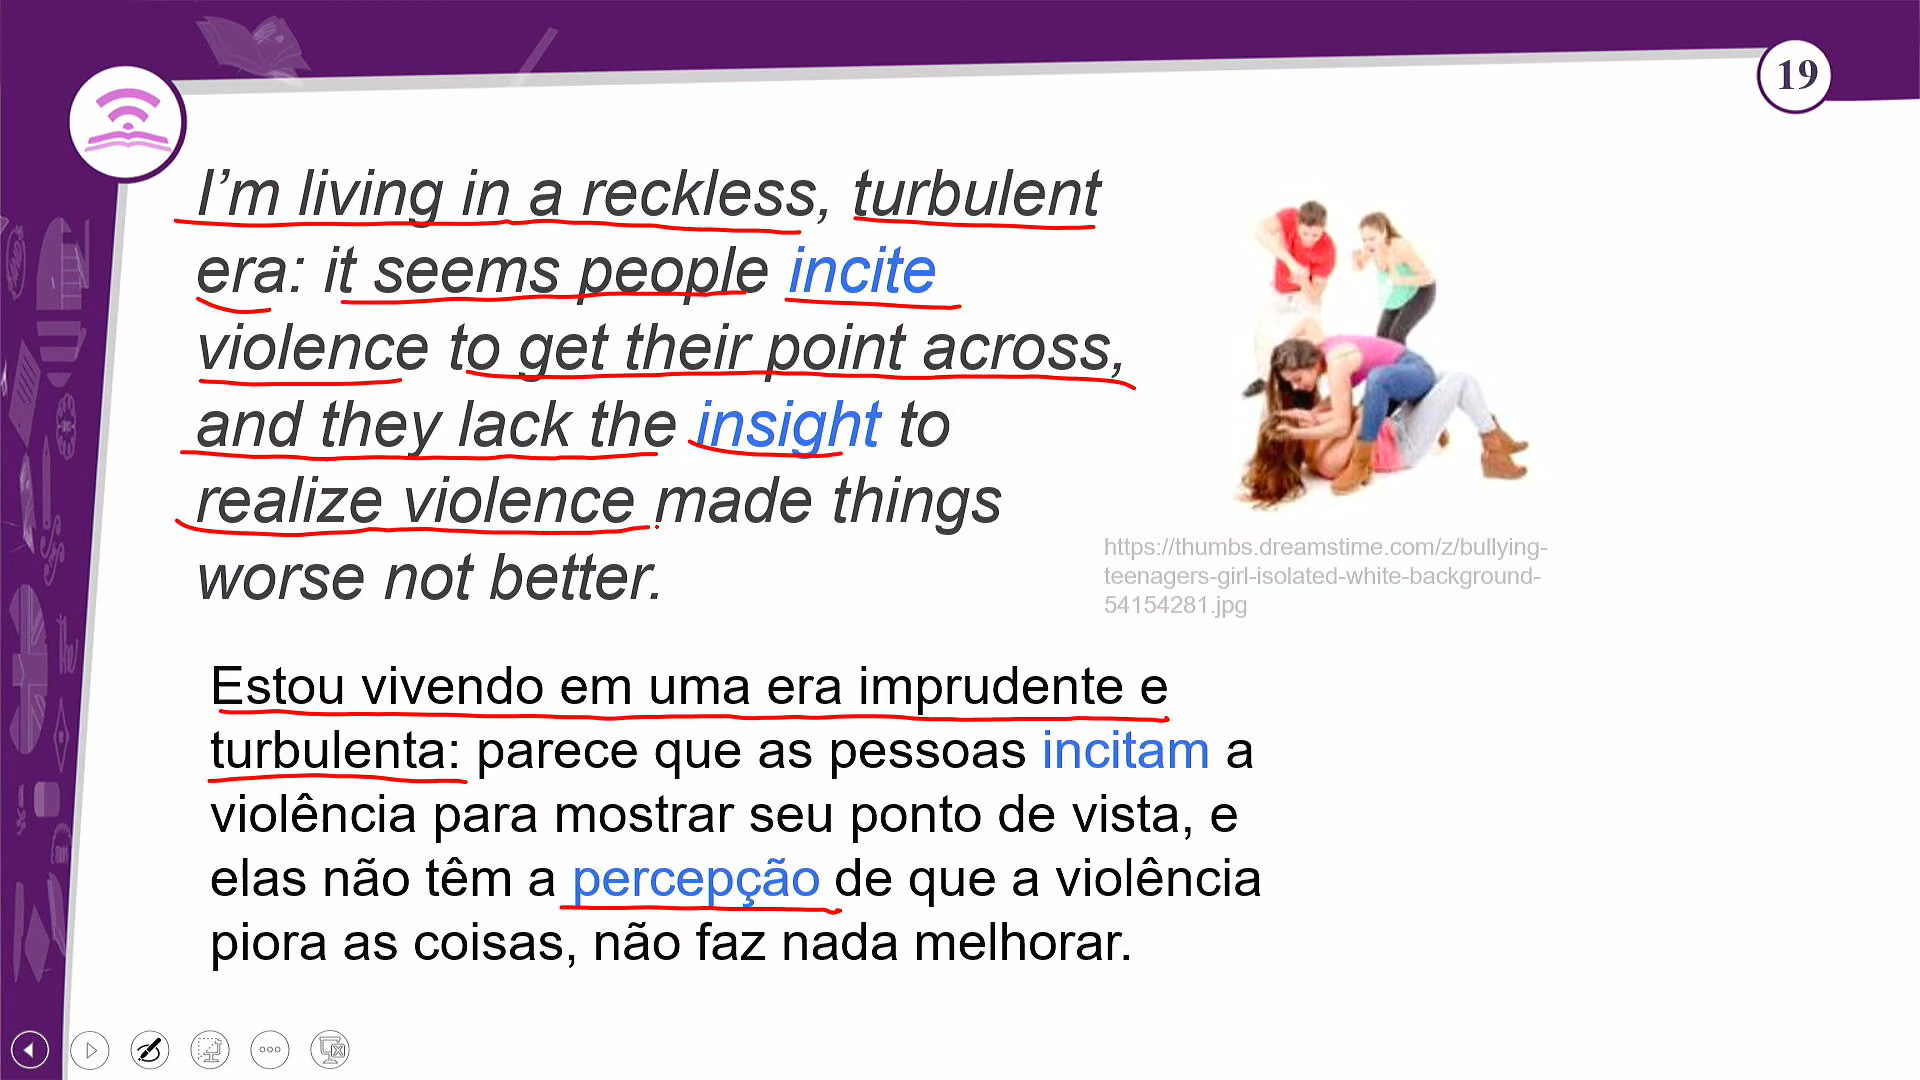 19
I’m living in a reckless, turbulent
era: it seems people incite
violence to get their point across,
and they lack the insight to
realize violence made things
worse not better.
https://thumbs.dreamstime.com/z/bullying-
teenagers-girl-isolated-white-background-
54154281.jpg
Estou vivendo em uma era imprudente e
turbulenta: parece que as pessoas incitam a
violência para mostrar seu ponto de vista, e
elas não têm a percepção de que a violência
piora as coisas, não faz nada melhorar.